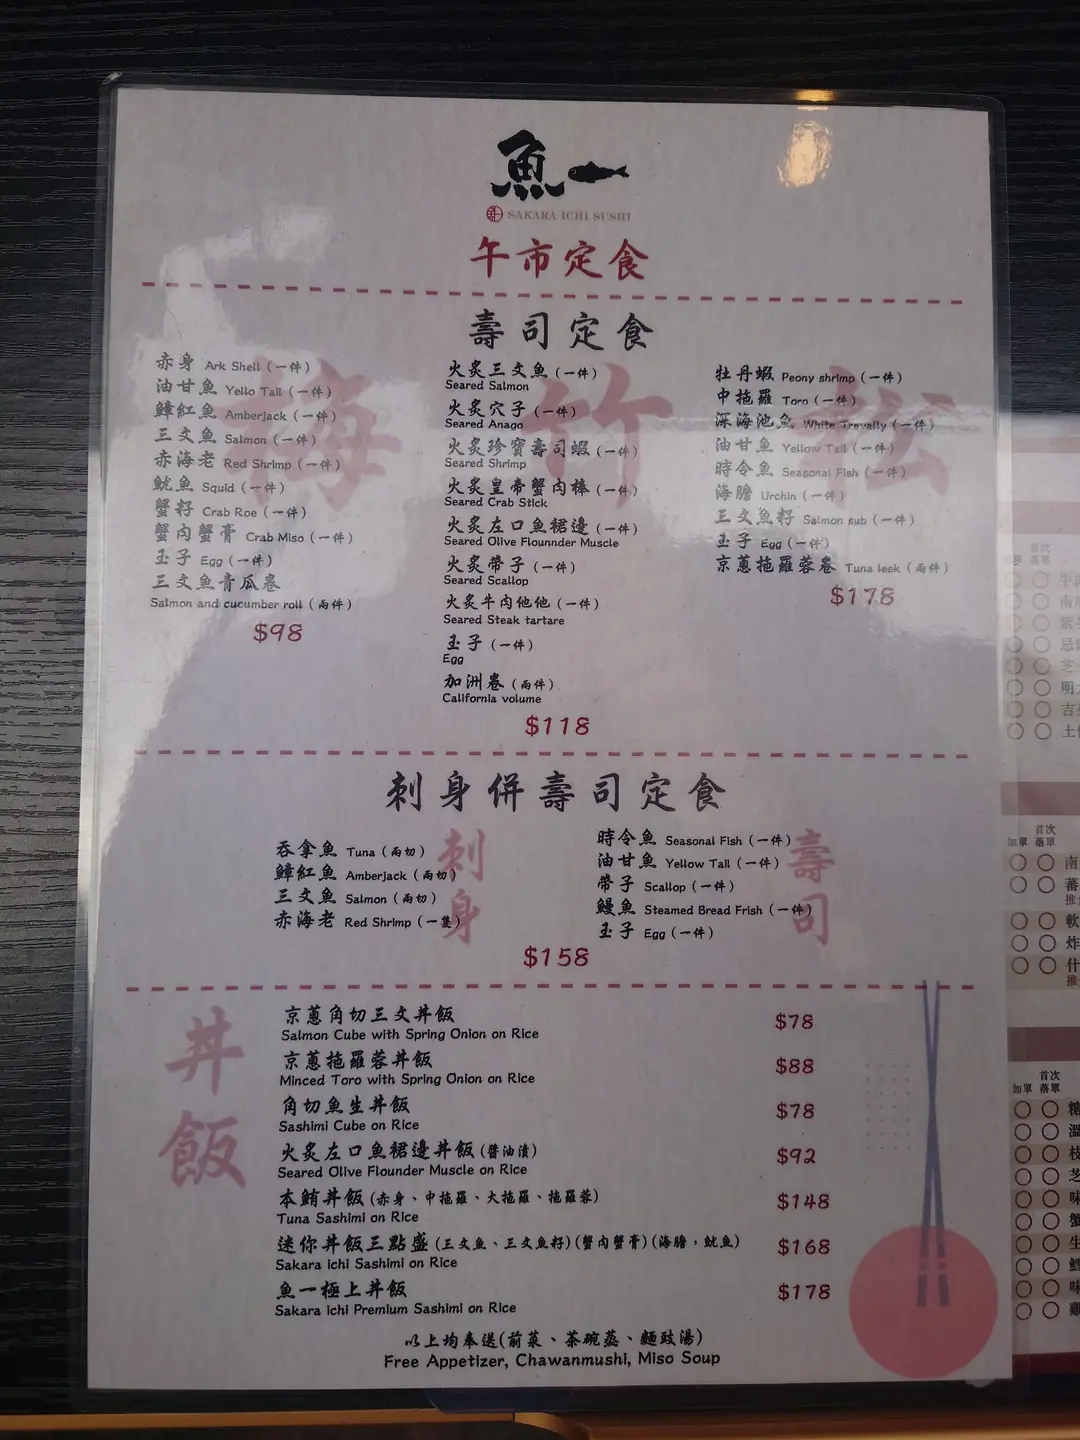 魚一
SAKARA ICHI SUSHI
午市定食
壽司定食
梅
赤身 Ark Shell (一件)
油甘魚 Yello Tail (一件)
鱆紅魚 Amberjack (一件)
三文魚 Salmon (一件)
赤海老 Red Shrimp (一件)
魷魚 Squid (一件)
蟹籽 Crab Roe (一件)
蟹肉蟹膏 Crab Miso (一件)
玉子 Egg (一件)
三文魚青瓜卷
Salmon and cucumber roll (兩件)
$98
竹
火炙三文魚 (一件)
Seared Salmon
火炙穴子 (一件)
Seared Anago
火炙珍寶壽司蝦 (一件)
Seared Shrimp
火炙皇帝蟹肉棒 (一件)
Seared Crab Stick
火炙左口魚裙邊 (一件)
Seared Olive Flounnder Muscle
火炙帶子 (一件)
Seared Scallop
火炙牛肉他他 (一件)
Seared Steak tartare
玉子 (一件)
Egg
加洲卷 (兩件)
California volume
$118
松
牡丹蝦 Peony shrimp (一件)
中拖羅 Toro (一件)
深海池魚 White Trevally (一件)
油甘魚 Yellow Tail (一件)
時令魚 Seasonal Fish (一件)
海膽 Urchin (一件)
三文魚籽 Salmon sub (一件)
玉子 Egg (一件)
京蔥拖羅蓉卷 Tuna leek (兩件)
$178
刺身併壽司定食
刺身
吞拿魚 Tuna (兩切)
鱆紅魚 Amberjack (兩切)
三文魚 Salmon (兩切)
赤海老 Red Shrimp (一隻)
壽司
時令魚 Seasonal Fish (一件)
油甘魚 Yellow Tail (一件)
帶子 Scallop (一件)
鰻魚 Steamed Bread Frish (一件)
玉子 Egg (一件)
$158
丼飯
京蔥角切三文丼飯 $78
Salmon Cube with Spring Onion on Rice
京蔥拖羅蓉丼飯 $88
Minced Toro with Spring Onion on Rice
角切魚生丼飯 $78
Sashimi Cube on Rice
火炙左口魚裙邊丼飯 (醬油漬) $92
Seared Olive Flounder Muscle on Rice
本鮪丼飯 (赤身、中拖羅、大拖羅、拖羅蓉) $148
Tuna Sashimi on Rice
迷你丼飯三點盛 (三文魚、三文魚籽)(蟹肉蟹膏)(海膽，魷魚) $168
Sakara ichi Sashimi on Rice
魚一極上丼飯 $178
Sakara ichi Premium Sashimi on Rice
以上均奉送(前菜、茶碗蒸、麵豉湯)
Free Appetizer, Chawanmushi, Miso Soup
首次
落單
首次
加單 落單
首次
加單 落單